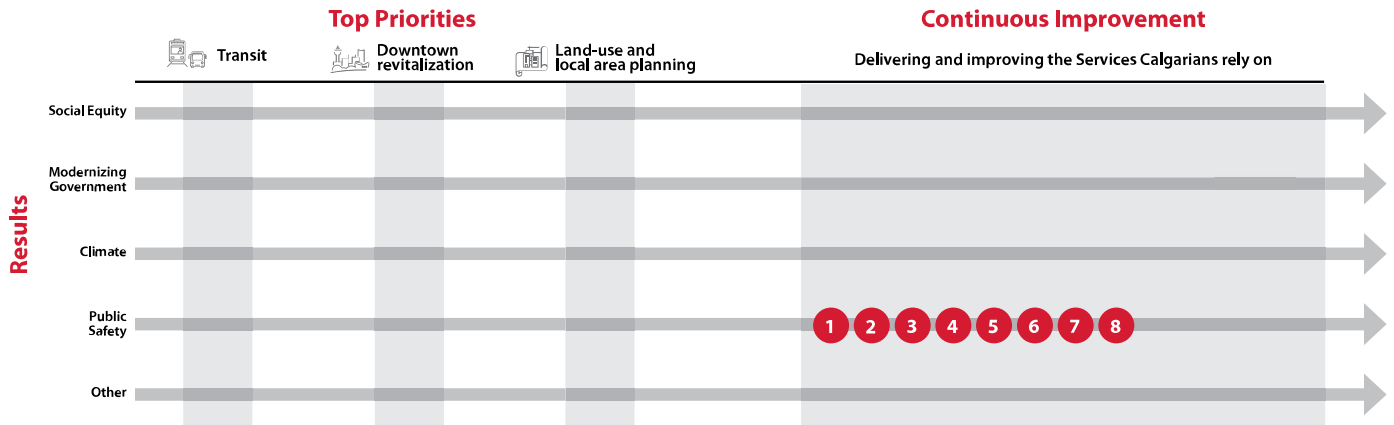 Top Priorities
Continuous Improvement
Transit
Downtown
revitalization
Land-use and
local area planning
Delivering and improving the Services Calgarians rely on
Results
Social Equity
Modernizing
Government
Climate
Public
Safety
1 2 3 4 5 6 7 8
Other